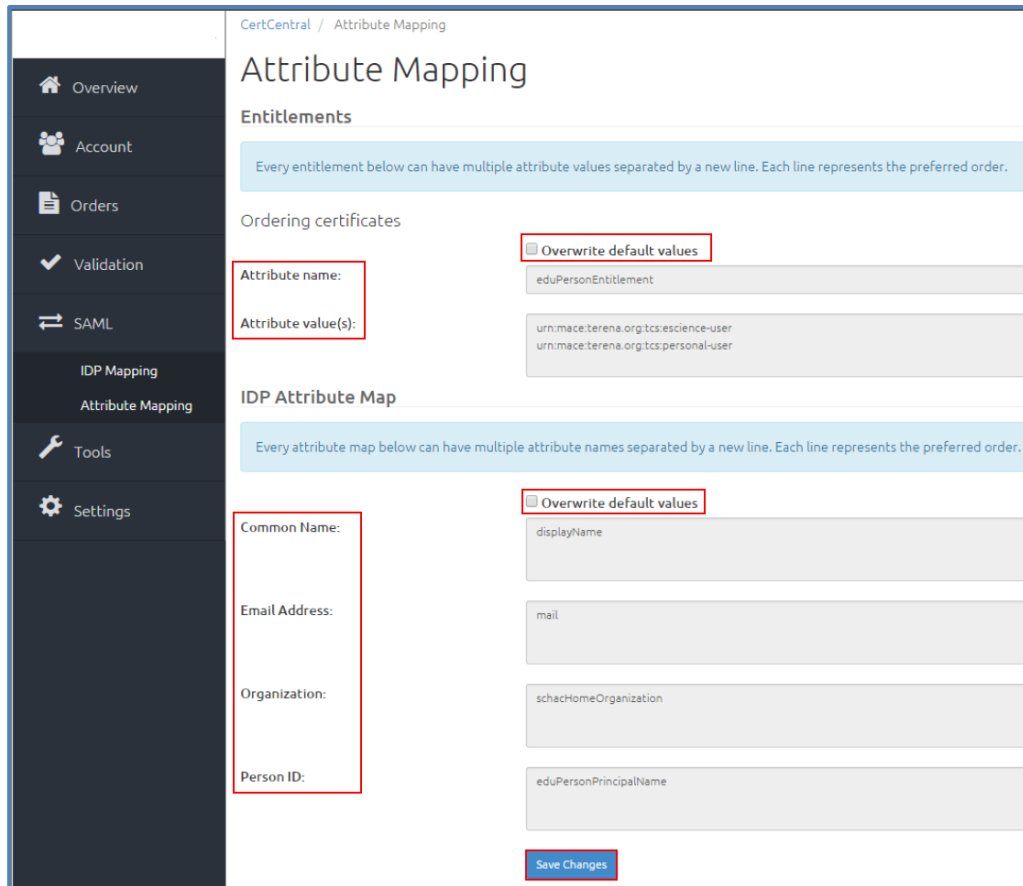 CertCentral / Attribute Mapping
Attribute Mapping
Overview
Account
Orders
Validation
SAML
IDP Mapping
Attribute Mapping
Tools
Settings
Entitlements
Every entitlement below can have multiple attribute values separated by a new line. Each line represents the preferred order.
Ordering certificates
Overwrite default values
Attribute name:
eduPersonEntitlement
Attribute value(s):
urn:mace:terena.org:tcs:escience-user
urn:mace:terena.org:tcs:personal-user
IDP Attribute Map
Every attribute map below can have multiple attribute names separated by a new line. Each line represents the preferred order.
Overwrite default values
Common Name:
displayName
Email Address:
mail
Organization:
schacHomeOrganization
Person ID:
eduPersonPrincipalName
Save Changes